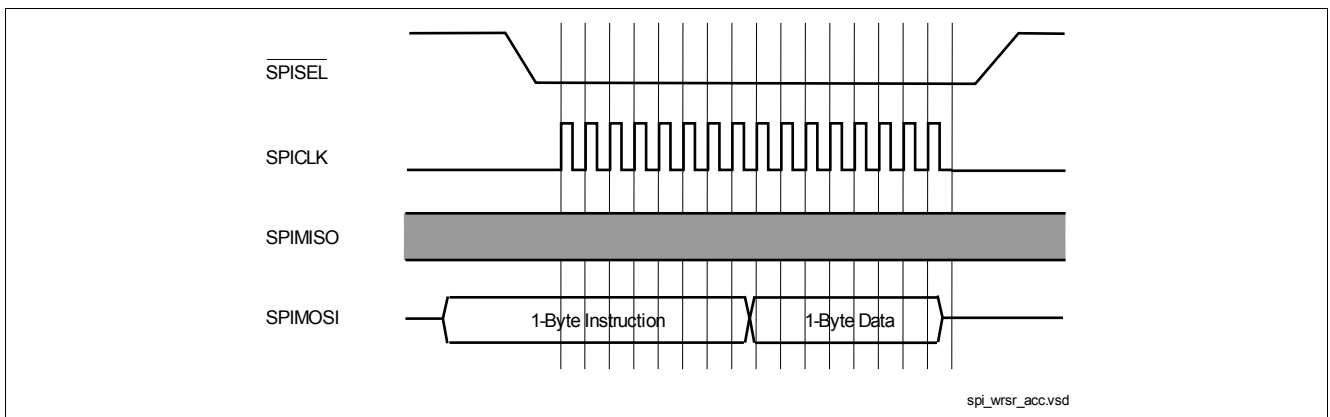 SPISEL
SPICLK
SPIMISO
SPIMOSI
1-Byte Instruction
1-Byte Data
spi_wrsr_acc.vsd